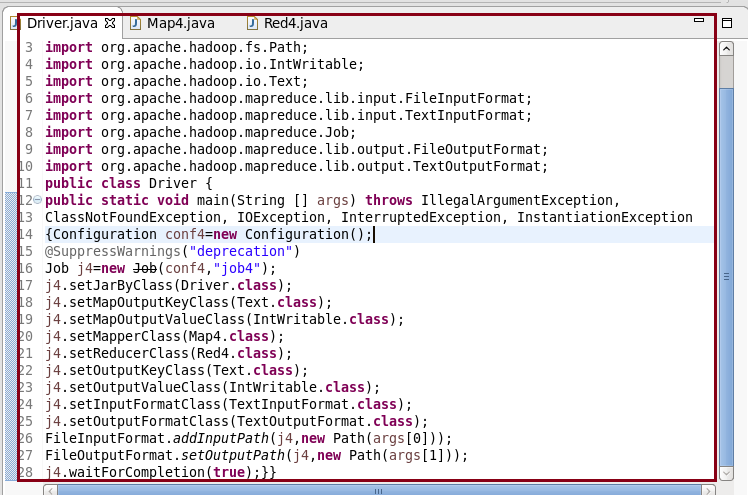 Driver.java Map4.java Red4.java
3 import org.apache.hadoop.fs.Path;
4 import org.apache.hadoop.io.IntWritable;
5 import org.apache.hadoop.io.Text;
6 import org.apache.hadoop.mapreduce.lib.input.FileInputFormat;
7 import org.apache.hadoop.mapreduce.lib.input.TextInputFormat;
8 import org.apache.hadoop.mapreduce.Job;
9 import org.apache.hadoop.mapreduce.lib.output.FileOutputFormat;
10 import org.apache.hadoop.mapreduce.lib.output.TextOutputFormat;
11 public class Driver {
12 public static void main(String [] args) throws IllegalArgumentException,
13 ClassNotFoundException, IOException, InterruptedException, InstantiationException
14 {Configuration conf4=new Configuration();
15 @SuppressWarnings("deprecation")
16 Job j4=new Job(conf4,"job4");
17 j4.setJarByClass(Driver.class);
18 j4.setMapOutputKeyClass(Text.class);
19 j4.setMapOutputValueClass(IntWritable.class);
20 j4.setMapperClass(Map4.class);
21 j4.setReducerClass(Red4.class);
22 j4.setOutputKeyClass(Text.class);
23 j4.setOutputValueClass(IntWritable.class);
24 j4.setInputFormatClass(TextInputFormat.class);
25 j4.setOutputFormatClass(TextOutputFormat.class);
26 FileInputFormat.addInputPath(j4,new Path(args[0]));
27 FileOutputFormat.setOutputPath(j4,new Path(args[1]));
28 j4.waitForCompletion(true);}}